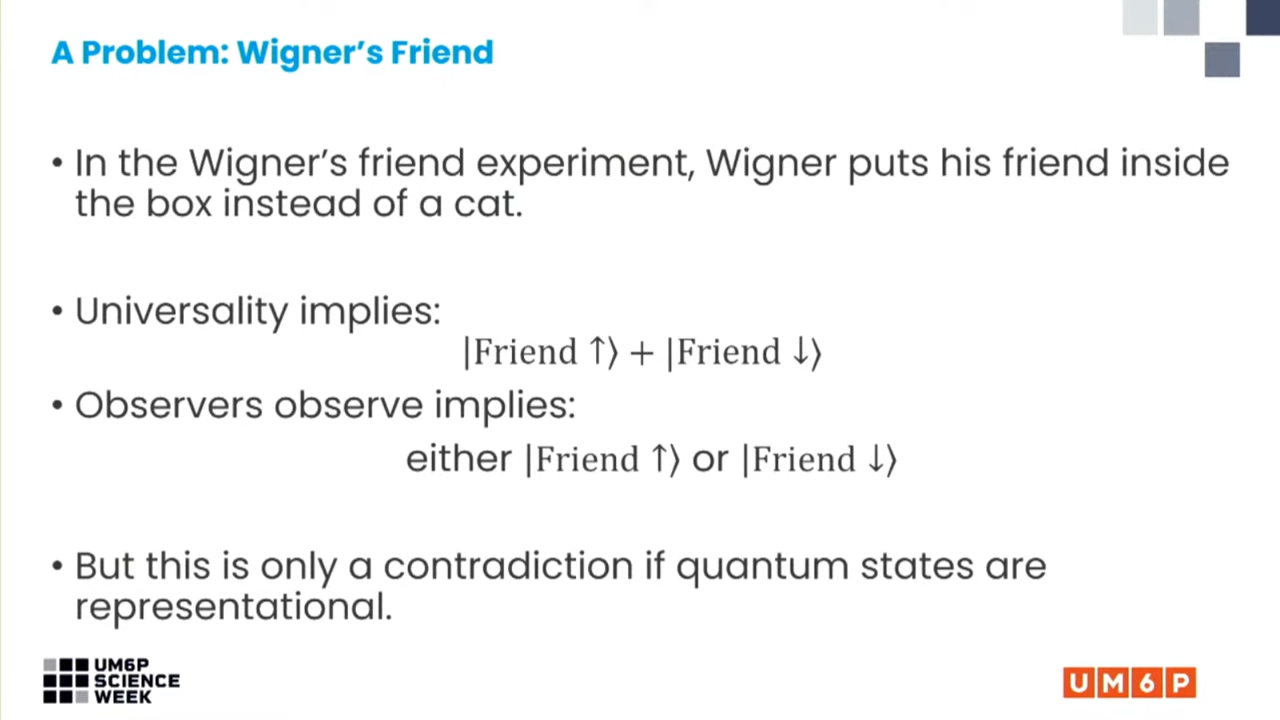 A Problem: Wigner’s Friend
• In the Wigner’s friend experiment, Wigner puts his friend inside
the box instead of a cat.
• Universality implies:
|Friend ↑⟩ + |Friend ↓⟩
• Observers observe implies:
either |Friend ↑⟩ or |Friend ↓⟩
• But this is only a contradiction if quantum states are
representational.
UM6P
SCIENCE
WEEK
UM6P